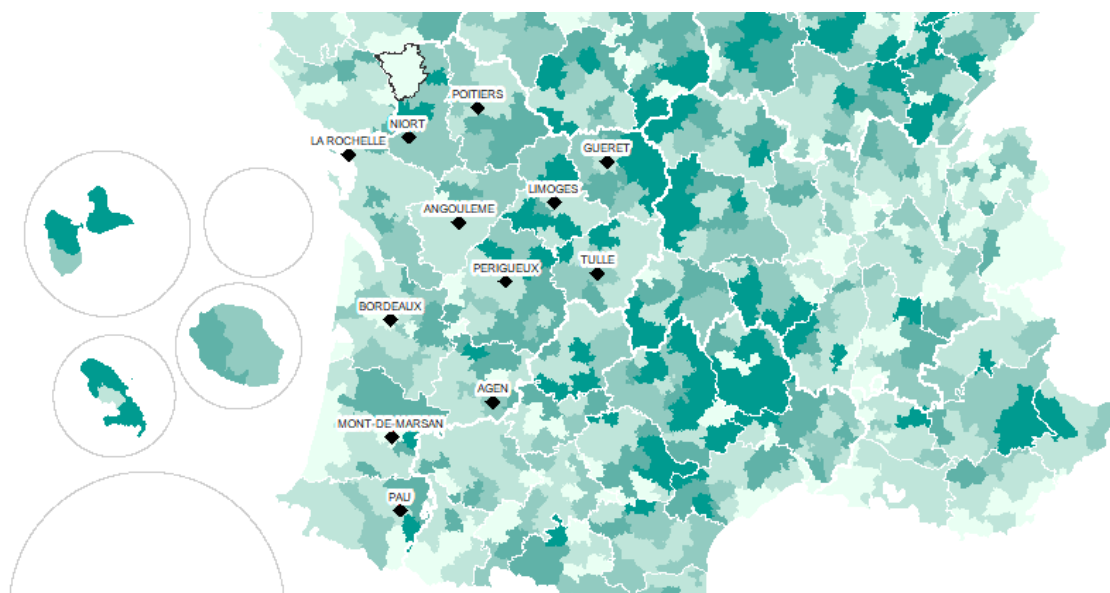 POITIERS
NIORT
LA ROCHELLE
GUERET
LIMOGES
ANGOULEME
TULLE
PERIGUEUX
BORDEAUX
AGEN
MONT-DE-MARSAN
PAU